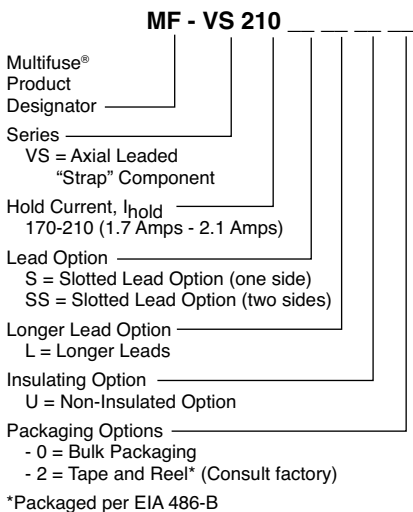 MF - VS 210 __ __ __ __
Multifuse®
Product
Designator
Series
VS = Axial Leaded
“Strap” Component
Hold Current, Ihold
170-210 (1.7 Amps - 2.1 Amps)
Lead Option
S = Slotted Lead Option (one side)
SS = Slotted Lead Option (two sides)
Longer Lead Option
L = Longer Leads
Insulating Option
U = Non-Insulated Option
Packaging Options
- 0 = Bulk Packaging
- 2 = Tape and Reel* (Consult factory)
*Packaged per EIA 486-B